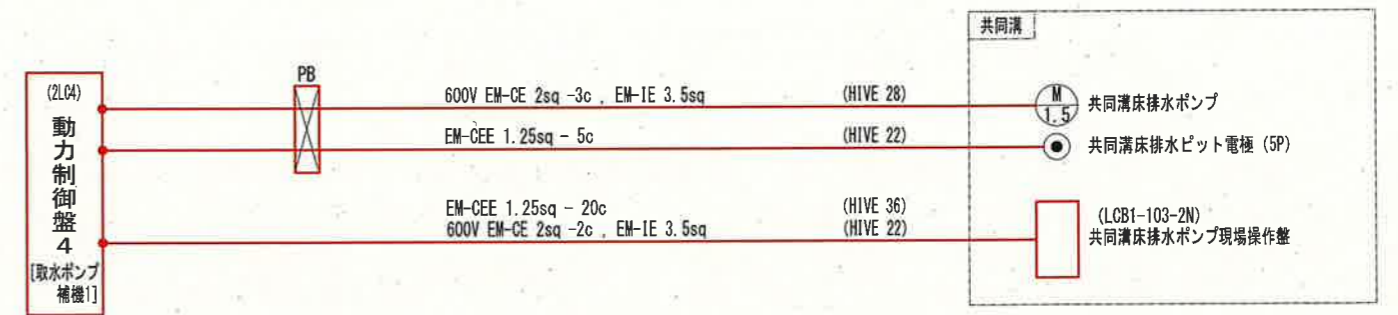 共同溝
PB
(2LC4)
動力制御盤4
[取水ポンプ
補機1]
600V EM-CE 2sq -3c , EM-IE 3.5sq (HIVE 28)
M
1.5
共同溝床排水ポンプ
EM-CEE 1.25sq - 5c (HIVE 22)
共同溝床排水ピット電極 (5P)
EM-CEE 1.25sq - 20c (HIVE 36)
600V EM-CE 2sq -2c , EM-IE 3.5sq (HIVE 22)
(LCB1-103-2N)
共同溝床排水ポンプ現場操作盤